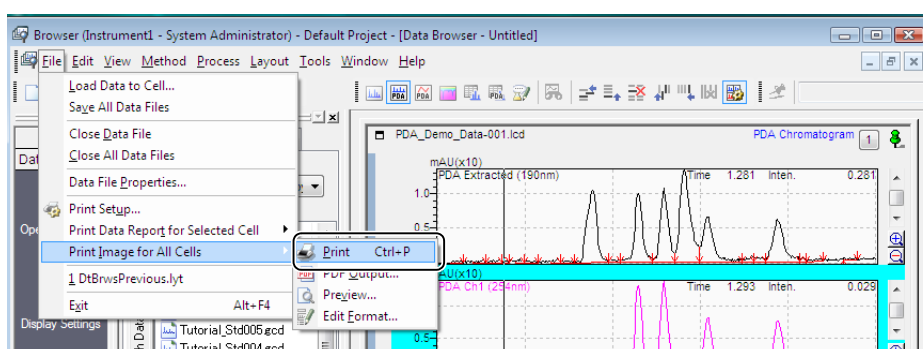 Browser (Instrument1 - System Administrator) - Default Project - [Data Browser - Untitled]
File Edit View Method Process Layout Tools Window Help
Load Data to Cell...
Save All Data Files
Close Data File
Close All Data Files
Data File Properties...
Print Setup...
Print Data Report for Selected Cell
Print Image for All Cells
1 DtBrwsPrevious.lyt
Exit Alt+F4
Print Ctrl+P
PDF Output...
Preview...
Edit Format...
Display Settings
Tutorial_Std005.gcd
Tutorial_Std004.gcd
PDA
PDA_Demo_Data-001.lcd PDA Chromatogram 1
mAU(x10)
PDA Extracted (190nm) Time 1.281 Inten. 0.281
1.0
0.5
AU(x10)
PDA Ch1 (254nm) Time 1.293 Inten. 0.029
0.5